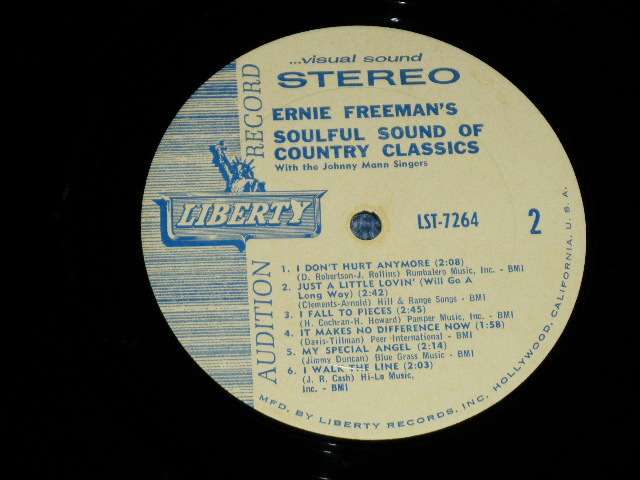 ...visual sound
STEREO
ERNIE FREEMAN'S
SOULFUL SOUND OF
COUNTRY CLASSICS
With the Johnny Mann Singers
AUDITION RECORD
LIBERTY
LST-7264
2
1. I DON'T HURT ANYMORE (2:08)
(D. Robertson-J. Rollins) Rumbalero Music, Inc. - BMI
2. JUST A LITTLE LOVIN' (Will Go A
Long Way) (2:42)
(Clements-Arnold) Hill & Range Songs - BMI
3. I FALL TO PIECES (2:45)
(H. Cochran-H. Howard) Pamper Music, Inc. - BMI
4. IT MAKES NO DIFFERENCE NOW (1:58)
(Davis-Tillman) Peer International - BMI
5. MY SPECIAL ANGEL (2:14)
(Jimmy Duncan) Blue Grass Music - BMI
6. I WALK THE LINE (2:03)
(J. R. Cash) Hi-Lo Music,
Inc. - BMI
MFD. BY LIBERTY RECORDS, INC. HOLLYWOOD, CALIFORNIA, U. S. A.